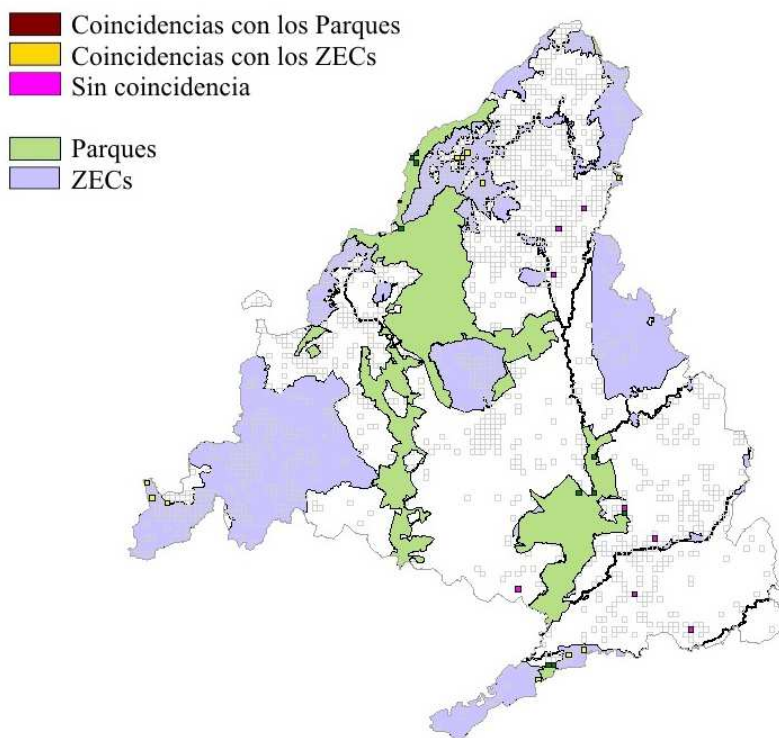 Coincidencias con los Parques
Coincidencias con los ZECs
Sin coincidencia
Parques
ZECs